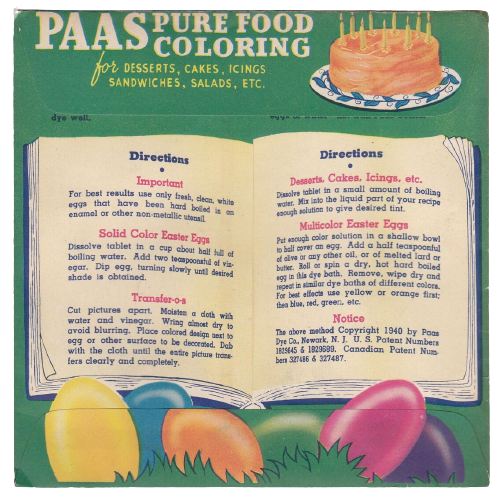 PAAS PURE FOOD
COLORING
for DESSERTS, CAKES, ICINGS
SANDWICHES, SALADS, ETC.
dye well.
Directions
Important
For best results use only fresh, clean, white
eggs that have been hard boiled in an
enamel or other non-metallic utensil.
Solid Color Easter Eggs
Dissolve tablet in a cup about half full of
boiling water. Add two teaspoonsful of vin-
egar. Dip egg, turning slowly until desired
shade is obtained.
Transfer-o-s
Cut pictures apart. Moisten a cloth with
water and vinegar. Wring almost dry to
avoid blurring. Place colored design next to
egg or other surface to be decorated. Dab
with the cloth until the entire picture trans-
fers clearly and completely.
Directions
Desserts, Cakes, Icings, etc.
Dissolve tablet in a small amount of boiling
water. Mix into the liquid part of your recipe
enough solution to give desired tint.
Multicolor Easter Eggs
Put enough color solution in a shallow bowl
to half cover an egg. Add a half teaspoonful
of olive or any other oil, or of melted lard or
butter. Roll or spin a dry, hot hard boiled
egg in this dye bath. Remove, wipe dry and
repeat in similar dye baths of different colors.
For best effects use yellow or orange first;
then blue, red, green, etc.
Notice
The above method Copyright 1940 by Paas
Dye Co., Newark, N. J. U. S. Patent Numbers
1929645 & 1929699. Canadian Patent Num-
bers 327486 & 327487.